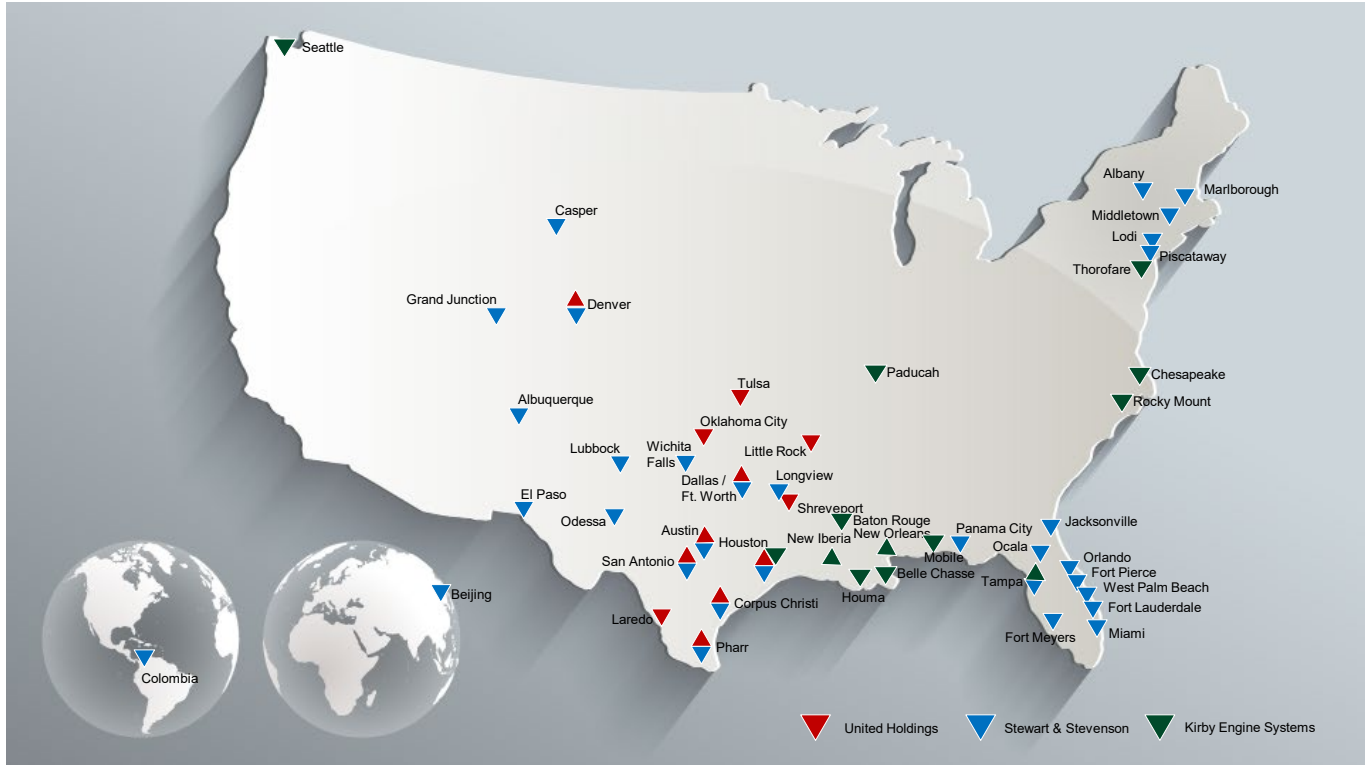 Seattle
Albany
Marlborough
Casper
Middletown
Lodi
Piscataway
Thorofare
Grand Junction
Denver
Paducah
Chesapeake
Tulsa
Albuquerque
Rocky Mount
Oklahoma City
Wichita
Falls
Lubbock
Little Rock
Dallas /
Ft. Worth
Longview
El Paso
Shreveport
Odessa
Baton Rouge
Jacksonville
Austin
Panama City
New Orleans
New Iberia
Houston
Mobile
Ocala
San Antonio
Orlando
Belle Chasse
Fort Pierce
Tampa
West Palm Beach
Beijing
Houma
Corpus Christi
Fort Lauderdale
Laredo
Fort Meyers
Miami
Pharr
Colombia
United Holdings
Stewart & Stevenson
Kirby Engine Systems